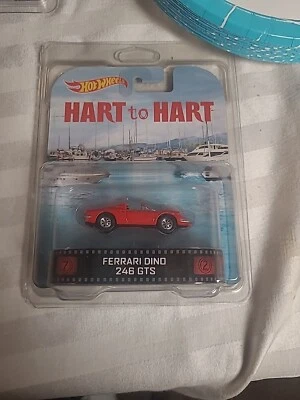 Hot Wheels
HART to HART
FERRARI DINO
246 GTS